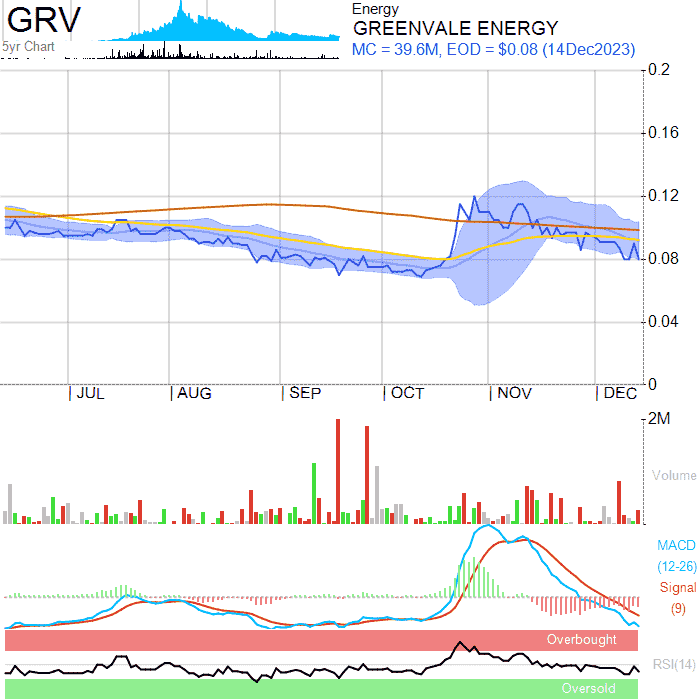 GRV
5yr Chart
Energy
GREENVALE ENERGY
MC = 39.6M, EOD = $0.08 (14Dec2023)
0.2
0.16
0.12
0.08
0.04
0
JUL AUG SEP OCT NOV DEC
2M
Volume
MACD
(12-26)
Signal
(9)
Overbought
RSI(14)
Oversold